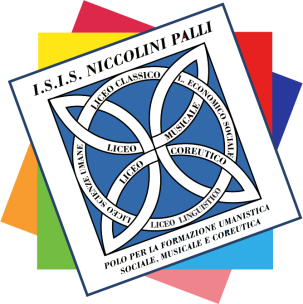 I.S.I.S. NICCOLINI PALLI
LICEO CLASSICO
L. ECONOMICO SOCIALE
LICEO MUSICALE
LICEO COREUTICO
LICEO SCIENZE UMANE
LICEO LINGUISTICO
POLO PER LA FORMAZIONE UMANISTICA
SOCIALE, MUSICALE E COREUTICA